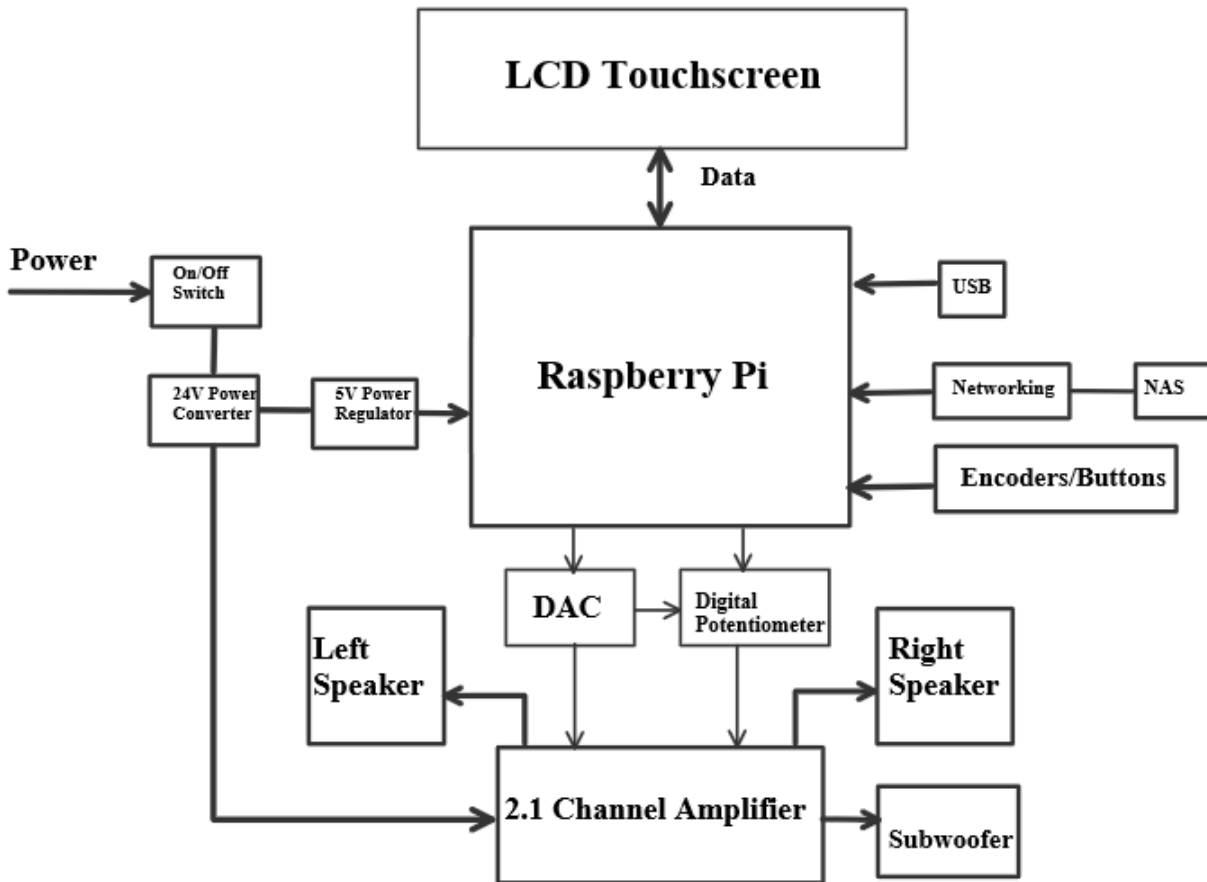 LCD Touchscreen
Data
Power
On/Off
Switch
USB
24V Power
Converter
5V Power
Regulator
Raspberry Pi
Networking
NAS
Encoders/Buttons
DAC
Digital
Potentiometer
Left
Speaker
Right
Speaker
2.1 Channel Amplifier
Subwoofer